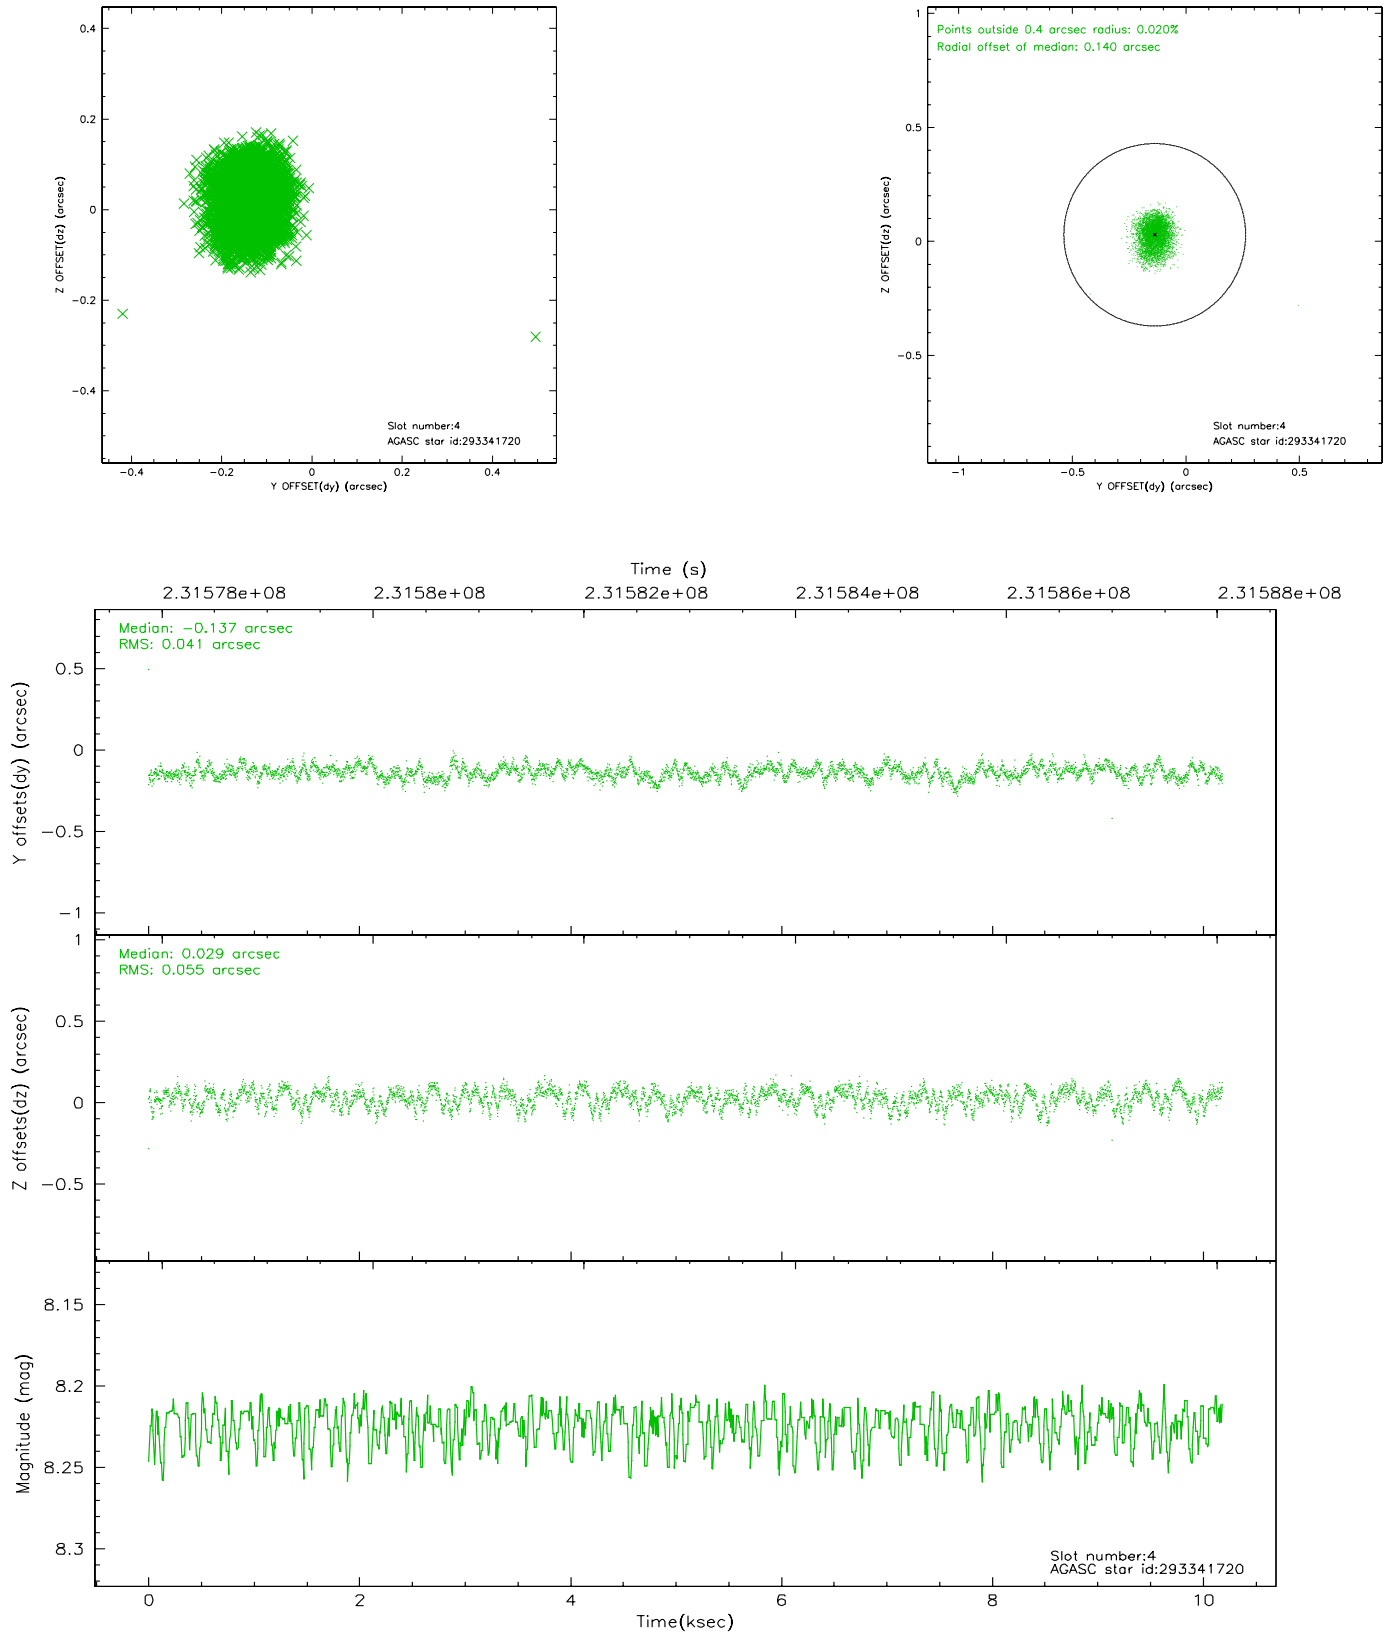 0.4
0.2
0
−0.2
−0.4
Z OFFSET(dz) (arcsec)
Slot number:4
AGASC star id:293341720
−0.4 −0.2 0 0.2 0.4
Y OFFSET(dy) (arcsec)
Points outside 0.4 arcsec radius: 0.020%
Radial offset of median: 0.140 arcsec
1
0.5
0
−0.5
Z OFFSET(dz) (arcsec)
Slot number:4
AGASC star id:293341720
−1 −0.5 0 0.5
Y OFFSET(dy) (arcsec)
Time (s)
2.31578e+08 2.3158e+08 2.31582e+08 2.31584e+08 2.31586e+08 2.31588e+08
Median: −0.137 arcsec
RMS: 0.041 arcsec
0.5
0
−0.5
−1
Y offsets(dy) (arcsec)
Median: 0.029 arcsec
RMS: 0.055 arcsec
1
0.5
0
−0.5
Z offsets(dz) (arcsec)
8.15
8.2
8.25
8.3
Magnitude (mag)
Slot number:4
AGASC star id:293341720
0 2 4 6 8 10
Time(ksec)